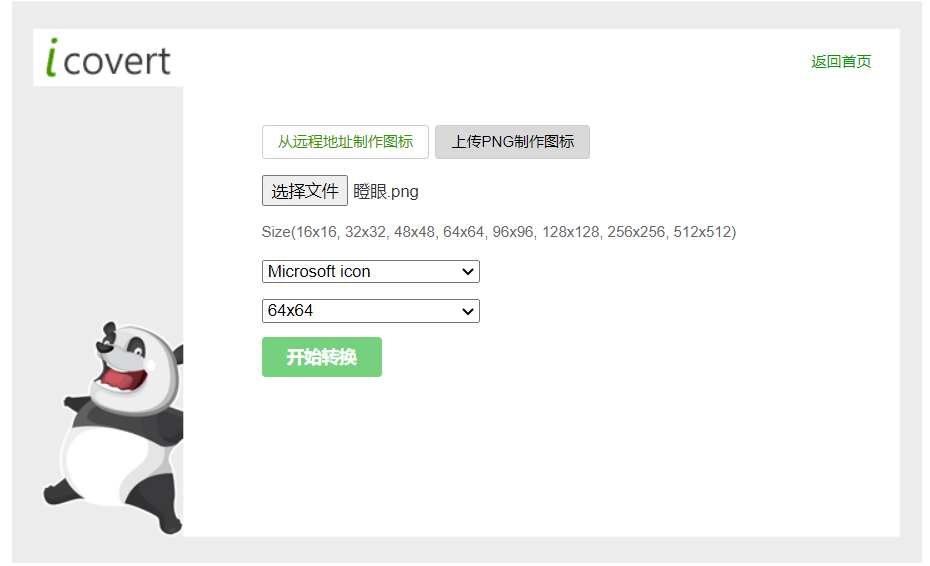 icovert
返回首页
从远程地址制作图标 上传PNG制作图标
选择文件 瞪眼.png
Size(16x16, 32x32, 48x48, 64x64, 96x96, 128x128, 256x256, 512x512)
Microsoft icon
64x64
开始转换